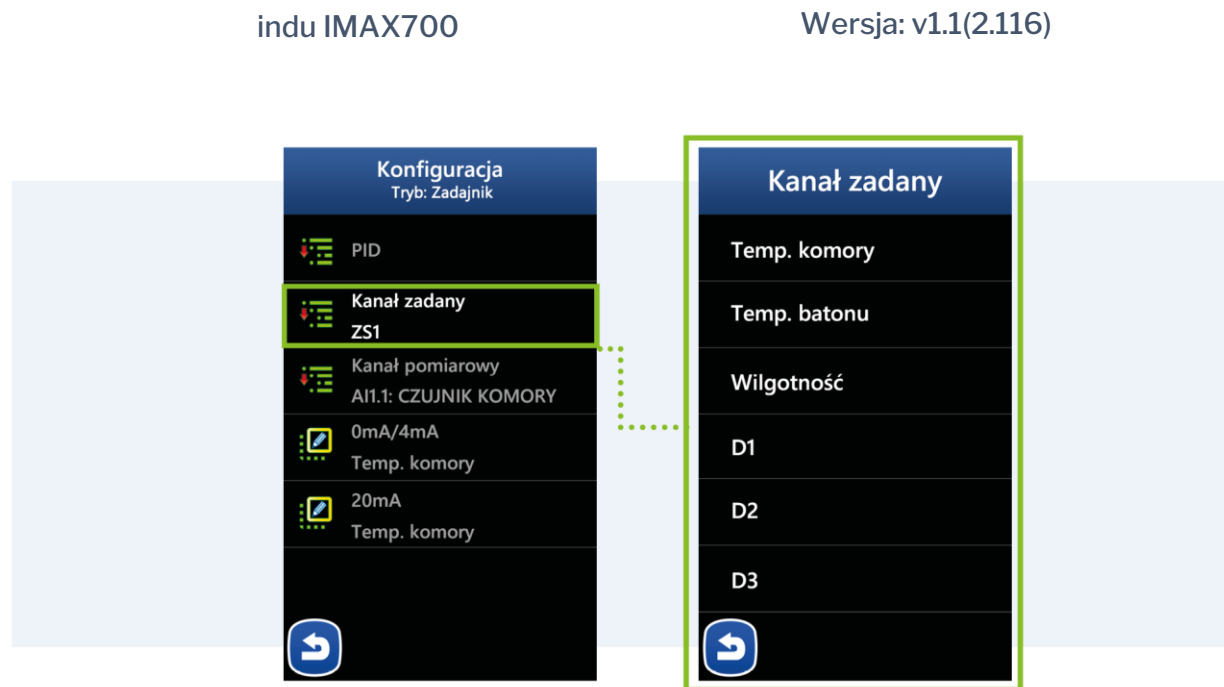 indu IMAX700
Wersja: v1.1(2.116)
Konfiguracja
Tryb: Zadajnik
PID
Kanał zadany
ZS1
Kanał pomiarowy
AI1.1: CZUJNIK KOMORY
0mA/4mA
Temp. komory
20mA
Temp. komory
Kanał zadany
Temp. komory
Temp. batonu
Wilgotność
D1
D2
D3